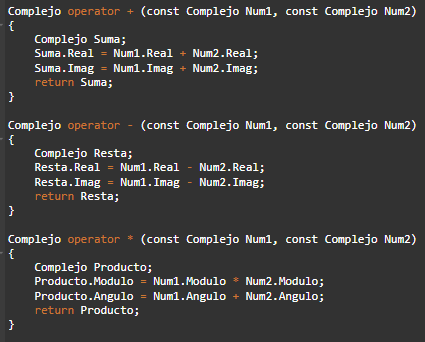 Complejo operator + (const Complejo Num1, const Complejo Num2)
{
    Complejo Suma;
    Suma.Real = Num1.Real + Num2.Real;
    Suma.Imag = Num1.Imag + Num2.Imag;
    return Suma;
}
Complejo operator - (const Complejo Num1, const Complejo Num2)
{
    Complejo Resta;
    Resta.Real = Num1.Real - Num2.Real;
    Resta.Imag = Num1.Imag - Num2.Imag;
    return Resta;
}
Complejo operator * (const Complejo Num1, const Complejo Num2)
{
    Complejo Producto;
    Producto.Modulo = Num1.Modulo * Num2.Modulo;
    Producto.Angulo = Num1.Angulo + Num2.Angulo;
    return Producto;
}